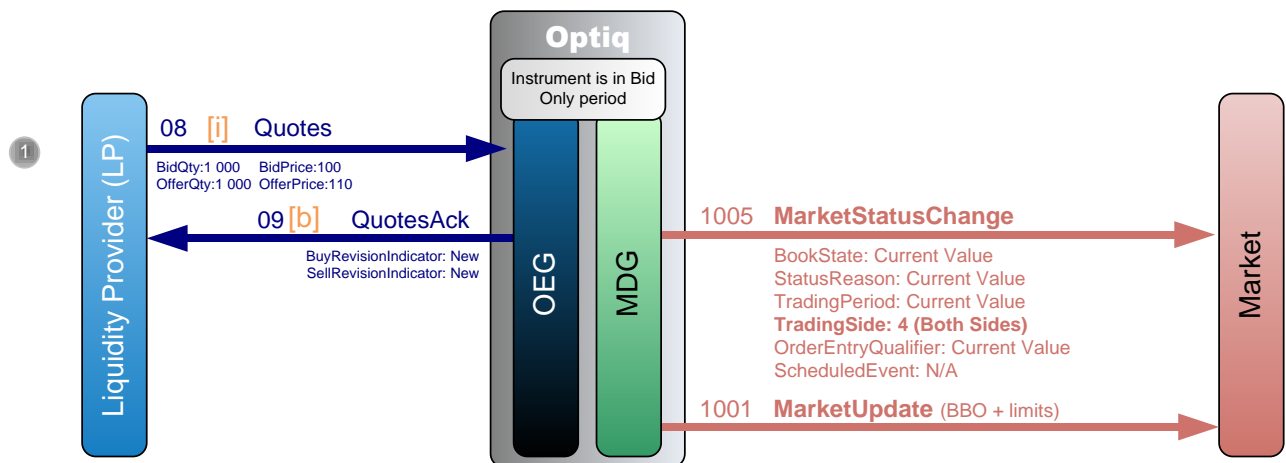 Optiq
Instrument is in Bid
Only period
1
Liquidity Provider (LP)
08 [i] Quotes
BidQty:1 000 BidPrice:100
OfferQty:1 000 OfferPrice:110
09 [b] QuotesAck
BuyRevisionIndicator: New
SellRevisionIndicator: New
OEG
MDG
1005 MarketStatusChange
BookState: Current Value
StatusReason: Current Value
TradingPeriod: Current Value
TradingSide: 4 (Both Sides)
OrderEntryQualifier: Current Value
ScheduledEvent: N/A
1001 MarketUpdate (BBO + limits)
Market